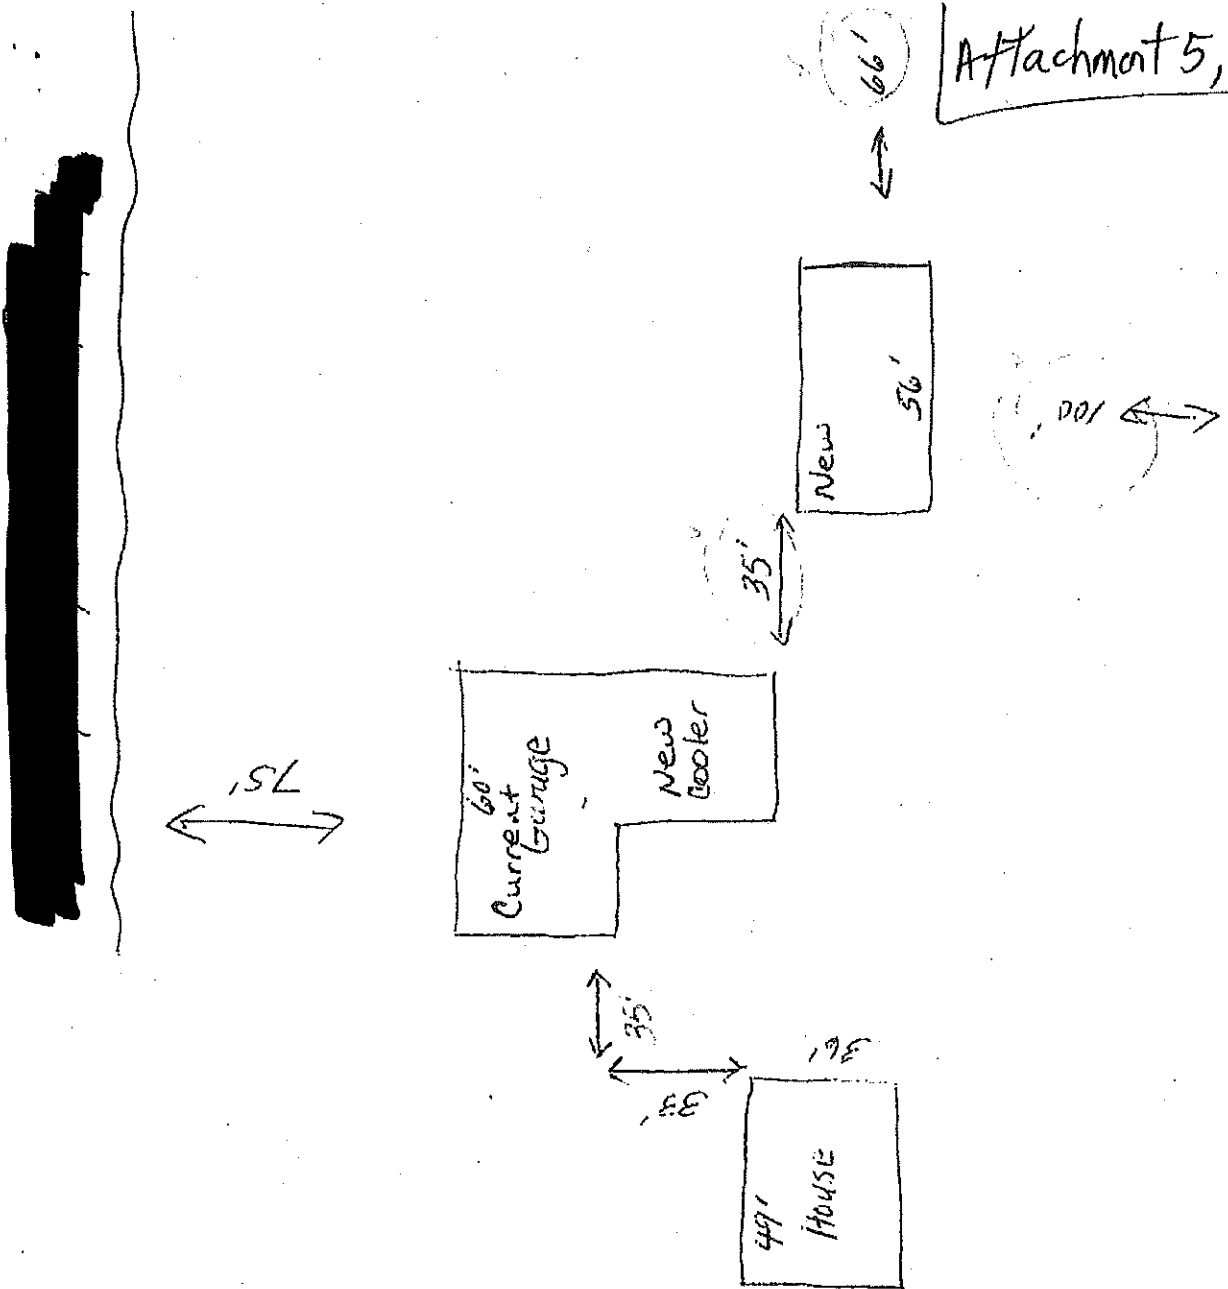 Attachment 5,
66'
New
56'
100'
35'
60'
Current
Garage
New
Cooler
75'
35'
33'
36'
49'
House